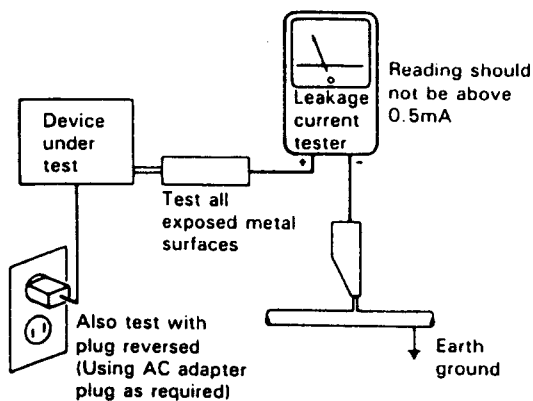 Device
under
test
Leakage
current
tester
+
-
Reading should
not be above
0.5mA
Test all
exposed metal
surfaces
Also test with
plug reversed
(Using AC adapter
plug as required)
Earth
ground